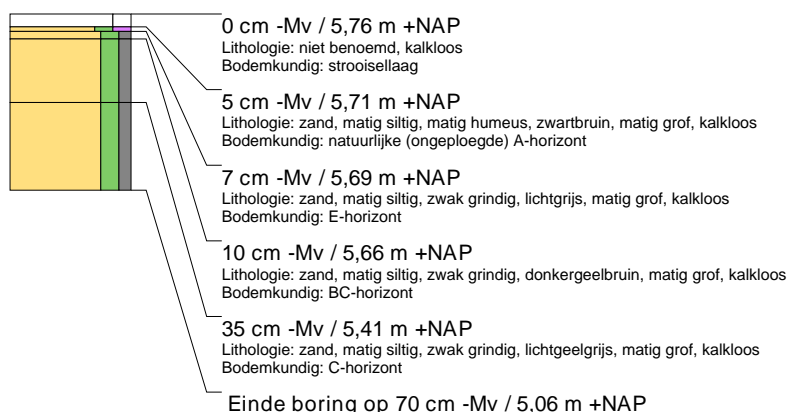 0 cm -Mv / 5,76 m +NAP
Lithologie: niet benoemd, kalkloos
Bodemkundig: strooisellaag
5 cm -Mv / 5,71 m +NAP
Lithologie: zand, matig siltig, matig humeus, zwartbruin, matig grof, kalkloos
Bodemkundig: natuurlijke (ongeploegde) A-horizont
7 cm -Mv / 5,69 m +NAP
Lithologie: zand, matig siltig, zwak grindig, lichtgrijs, matig grof, kalkloos
Bodemkundig: E-horizont
10 cm -Mv / 5,66 m +NAP
Lithologie: zand, matig siltig, zwak grindig, donkergeelbruin, matig grof, kalkloos
Bodemkundig: BC-horizont
35 cm -Mv / 5,41 m +NAP
Lithologie: zand, matig siltig, zwak grindig, lichtgeelgrijs, matig grof, kalkloos
Bodemkundig: C-horizont
Einde boring op 70 cm -Mv / 5,06 m +NAP